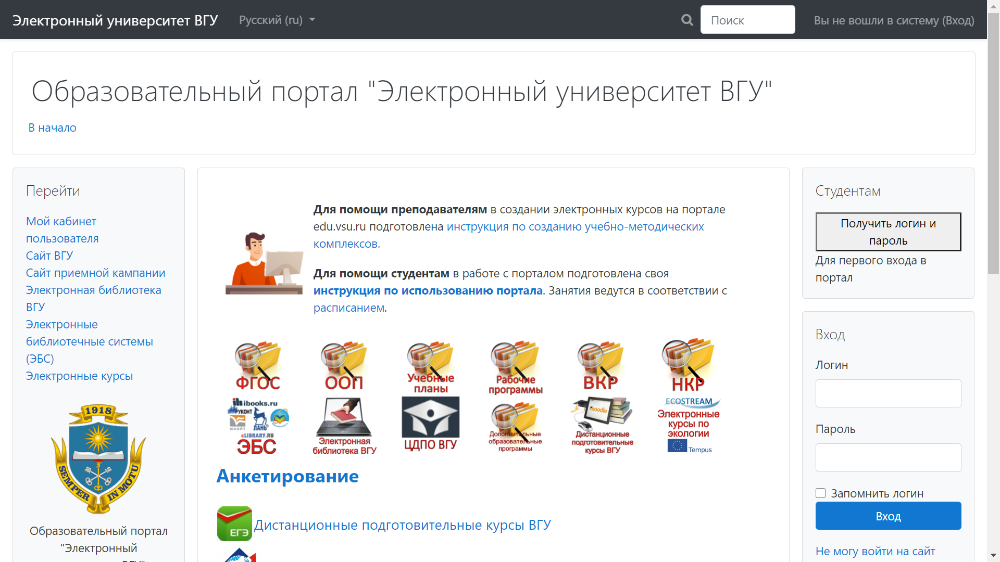 Электронный университет ВГУ
Русский (ru)
Поиск
Вы не вошли в систему (Вход)
Образовательный портал "Электронный университет ВГУ"
В начало
Перейти
Мой кабинет
пользователя
Сайт ВГУ
Сайт приемной кампании
Электронная библиотека
ВГУ
Электронные
библиотечные системы
(ЭБС)
Электронные курсы
1918
SEMPER IN MOTU
Образовательный портал
"Электронный
университет ВГУ"
Для помощи преподавателям в создании электронных курсов на портале
edu.vsu.ru подготовлена инструкция по созданию учебно-методических
комплексов.
Для помощи студентам в работе с порталом подготовлена своя
инструкция по использованию портала. Занятия ведутся в соответствии с
расписанием.
ФГОС
ООП
Учебные
планы
Рабочие
программы
ВКР
НКР
ibooks.ru
РУКОНТ
юрайт
ЛАНЬ
eLIBRARY.RU
ЭБС
Электронная
библиотека ВГУ
ЦДПО ВГУ
Дополнительные
образовательные
программы
moodle
Дистанционные
подготовительные
курсы ВГУ
ECOSTREAM
Электронные
курсы по
экологии
Tempus
Анкетирование
ЕГЭ
Дистанционные подготовительные курсы ВГУ
Студентам
Получить логин и
пароль
Для первого входа в
портал
Вход
Логин
Пароль
Запомнить логин
Вход
Не могу войти на сайт